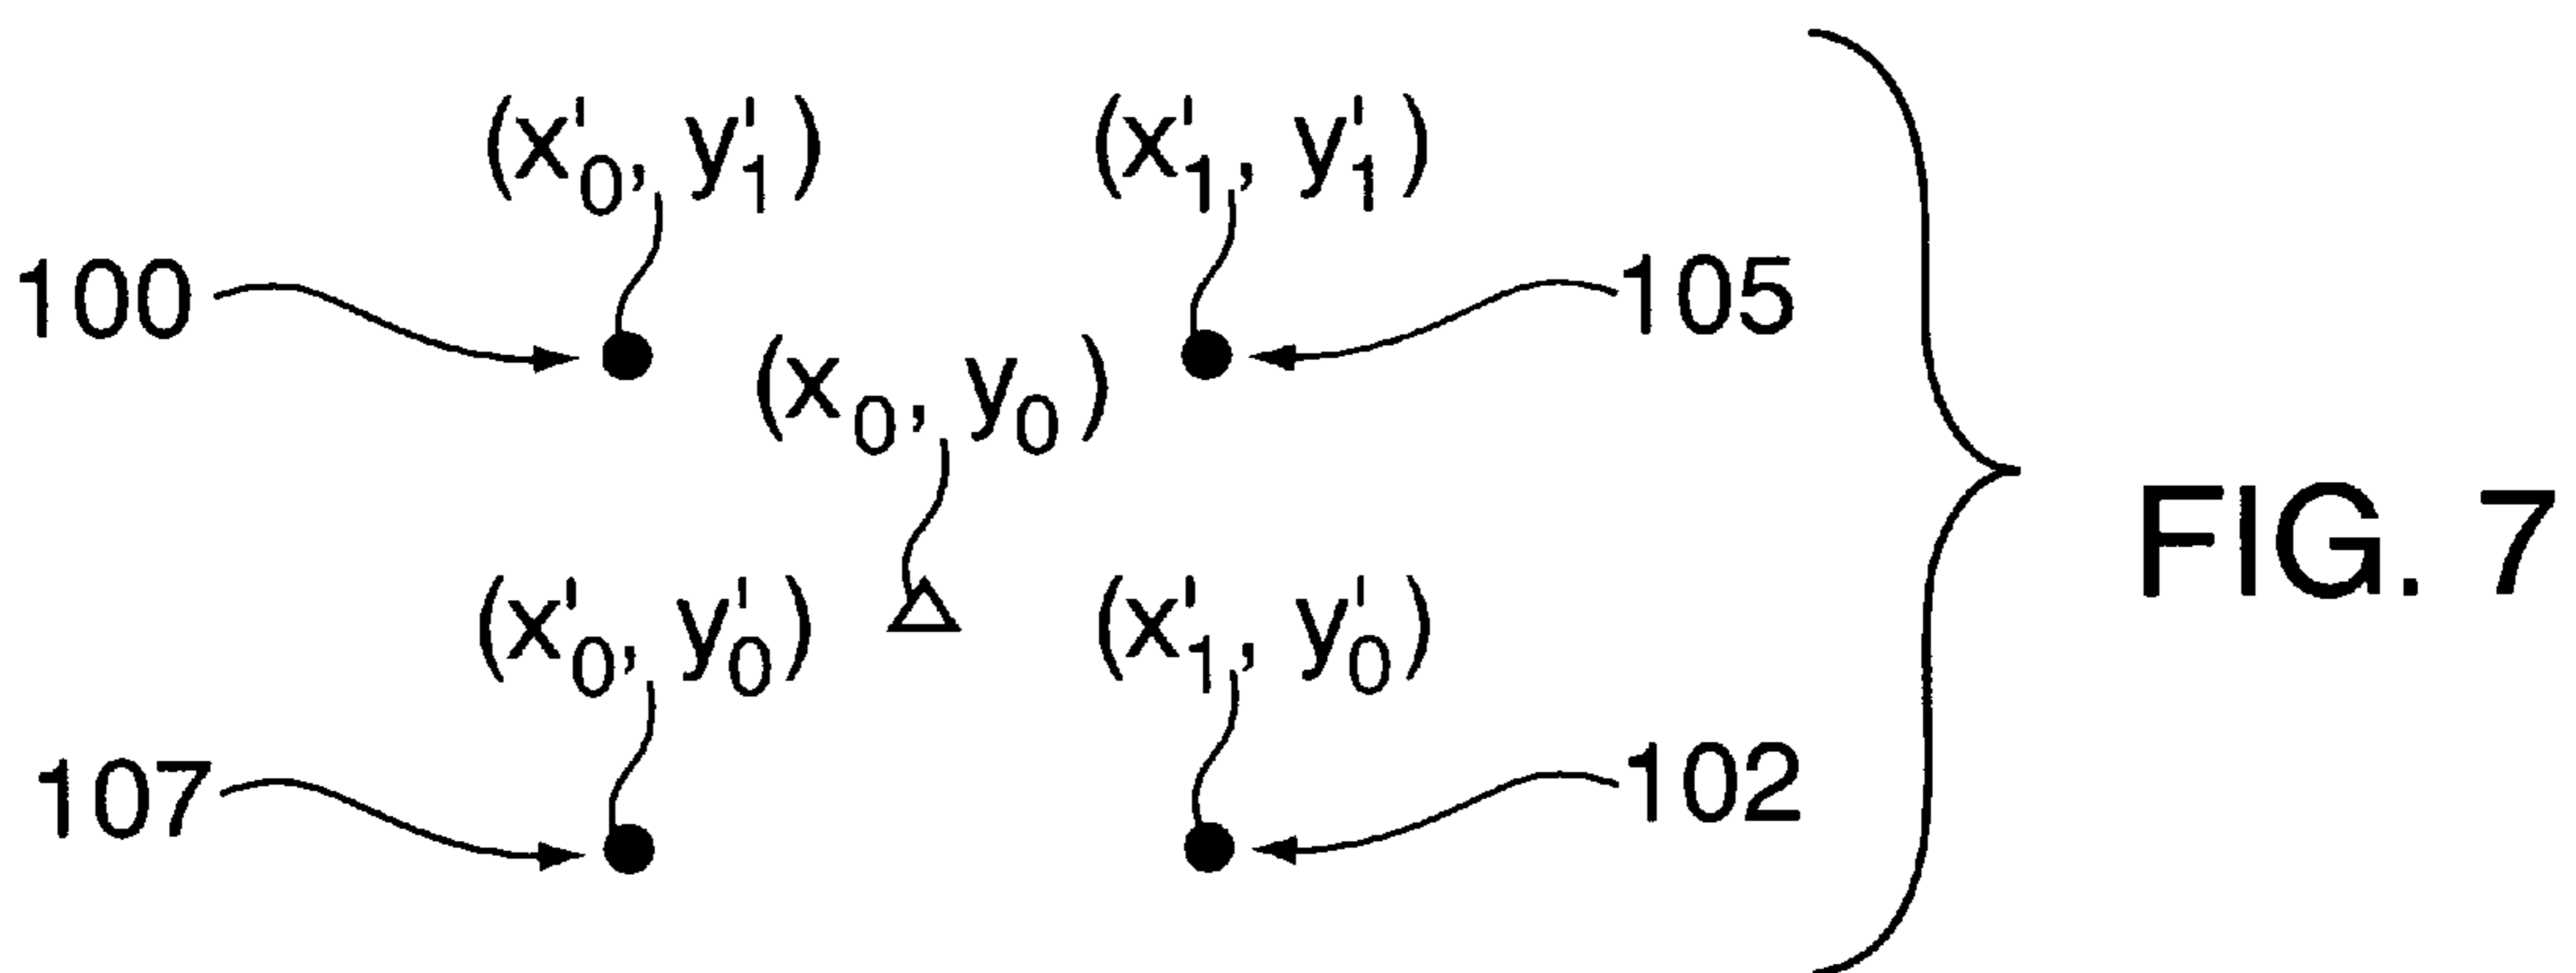 (x'₀, y'₁) (x'₁, y'₁)
100 105
(x₀, y₀)
FIG. 7
(x'₀, y'₀) (x'₁, y'₀)
107 102